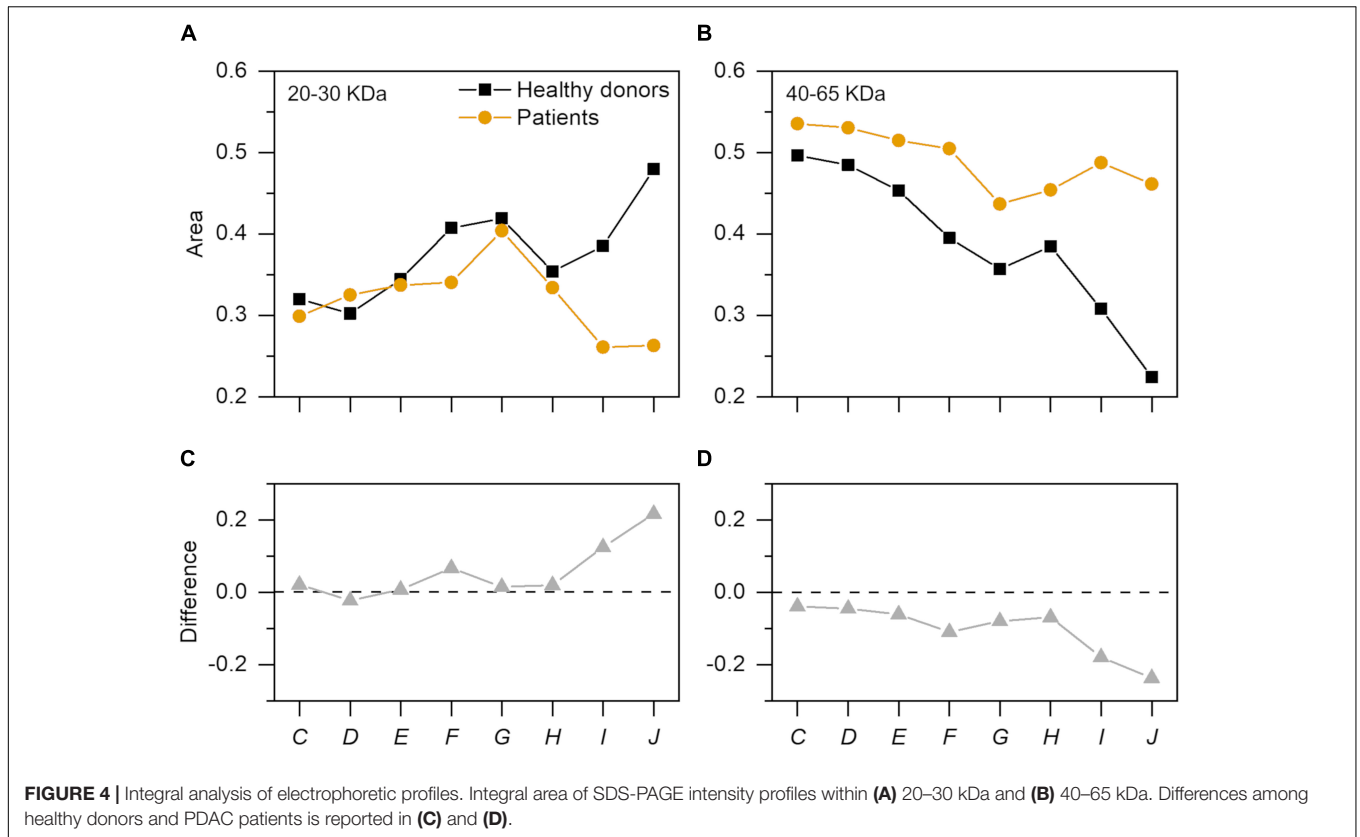 A
B
0.6
0.5
0.4
0.3
0.2
Area
20-30 KDa
Healthy donors
Patients
0.6
0.5
0.4
0.3
0.2
40-65 KDa
C
D
0.2
0.0
-0.2
Difference
C D E F G H I J
0.2
0.0
-0.2
C D E F G H I J
FIGURE 4 | Integral analysis of electrophoretic profiles. Integral area of SDS-PAGE intensity profiles within (A) 20–30 kDa and (B) 40–65 kDa. Differences among
healthy donors and PDAC patients is reported in (C) and (D).